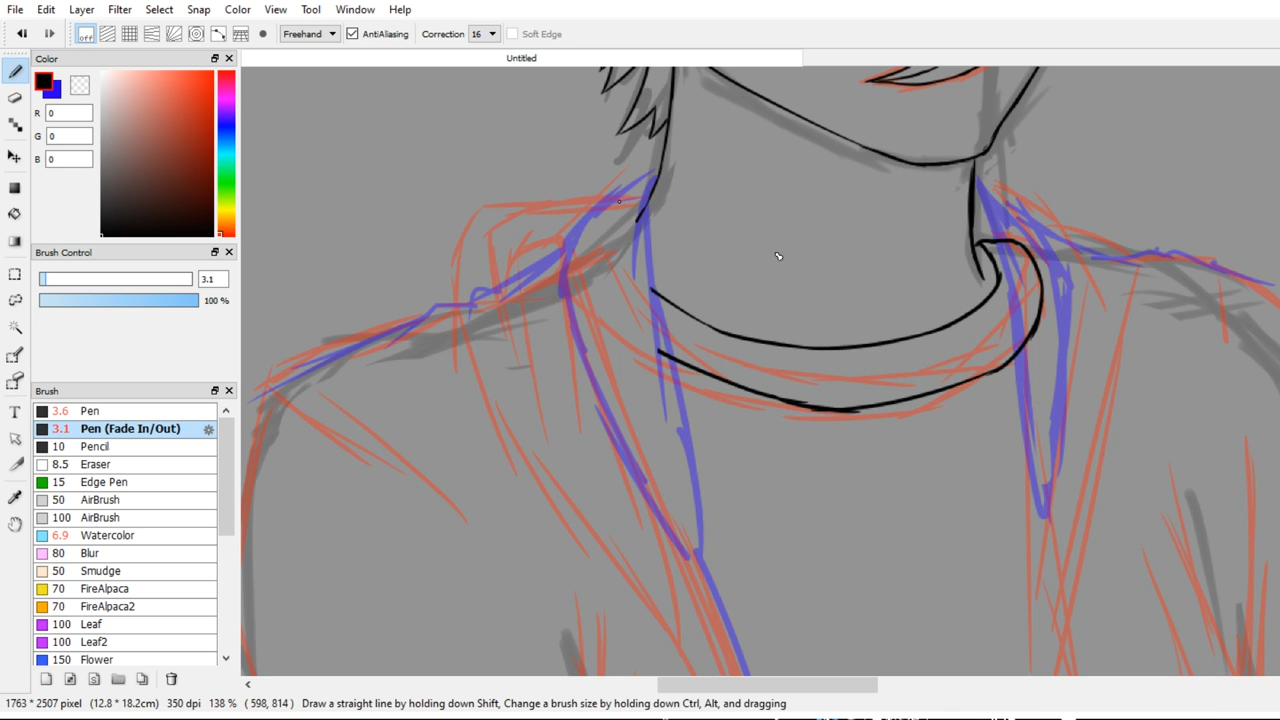 File Edit Layer Filter Select Snap Color View Tool Window Help
off Freehand AntiAliasing Correction 16 Soft Edge
Color
Untitled
R 0
G 0
B 0
Brush Control
3.1
100 %
Brush
3.6 Pen
3.1 Pen (Fade In/Out)
10 Pencil
8.5 Eraser
15 Edge Pen
50 AirBrush
100 AirBrush
6.9 Watercolor
80 Blur
50 Smudge
70 FireAlpaca
70 FireAlpaca2
100 Leaf
100 Leaf2
150 Flower
1763 * 2507 pixel (12.8 * 18.2cm) 350 dpi 138 % ( 598, 814 ) Draw a straight line by holding down Shift, Change a brush size by holding down Ctrl, Alt, and dragging